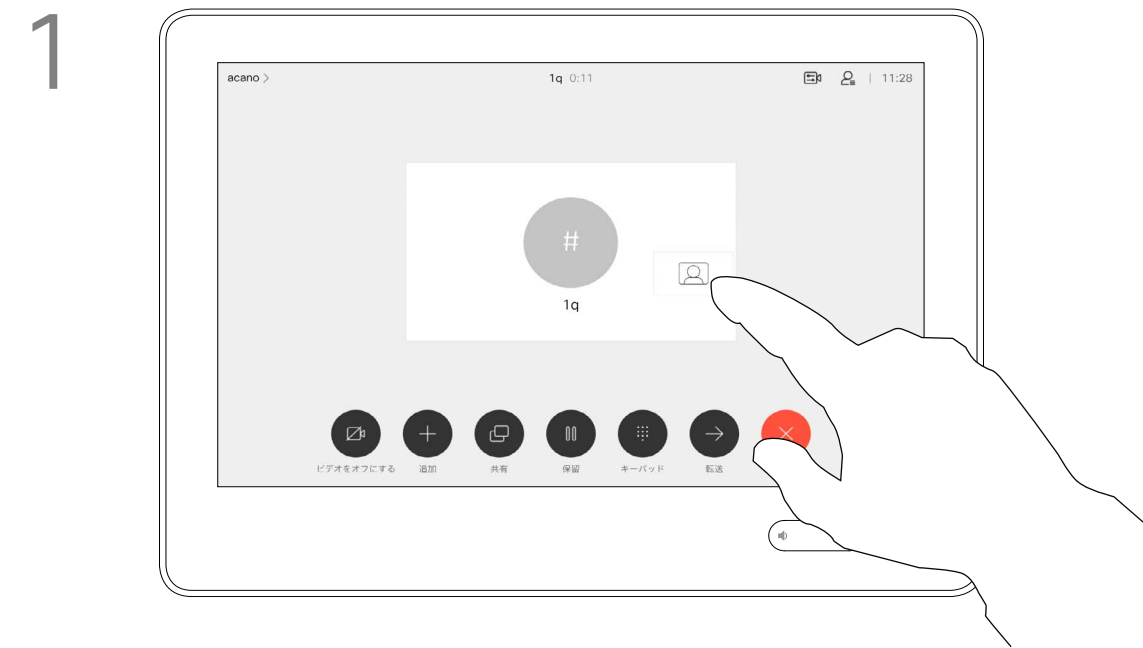 1
acano >
1q 0:11
11:28
#
1q
ビデオをオフにする
追加
共有
保留
キーパッド
転送